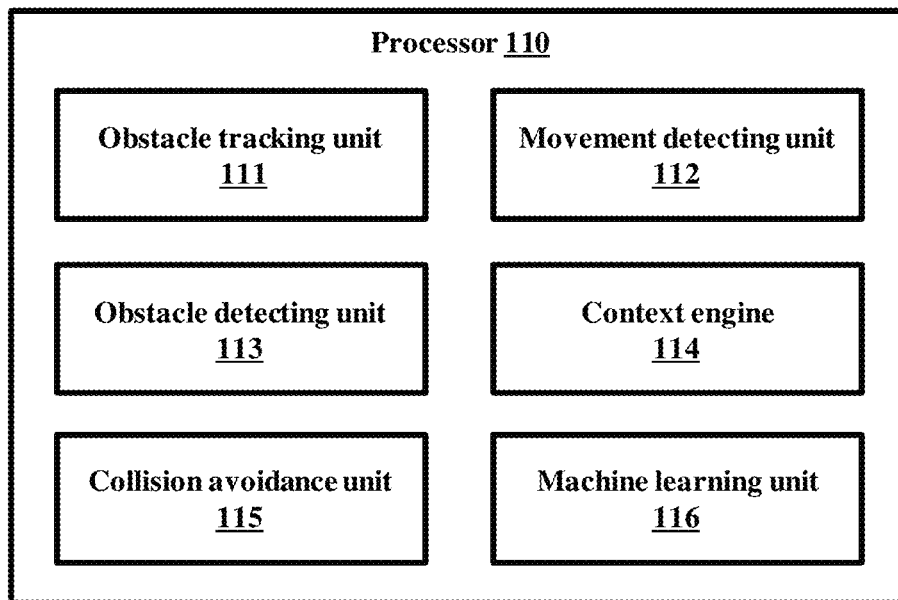 Processor 110
Obstacle tracking unit
111
Movement detecting unit
112
Obstacle detecting unit
113
Context engine
114
Collision avoidance unit
115
Machine learning unit
116